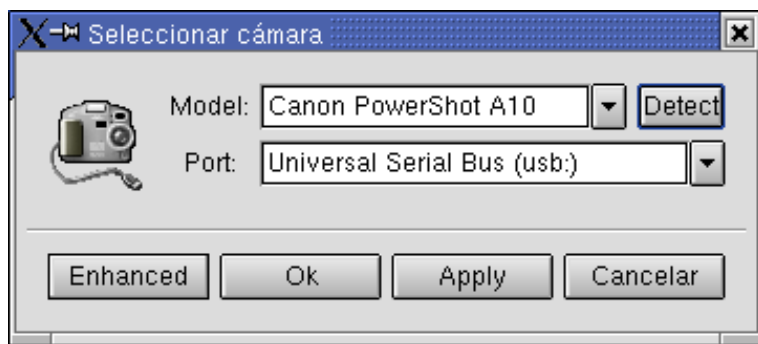 Seleccionar cámara
Model: Canon PowerShot A10 Detect
Port: Universal Serial Bus (usb:)
Enhanced Ok Apply Cancelar